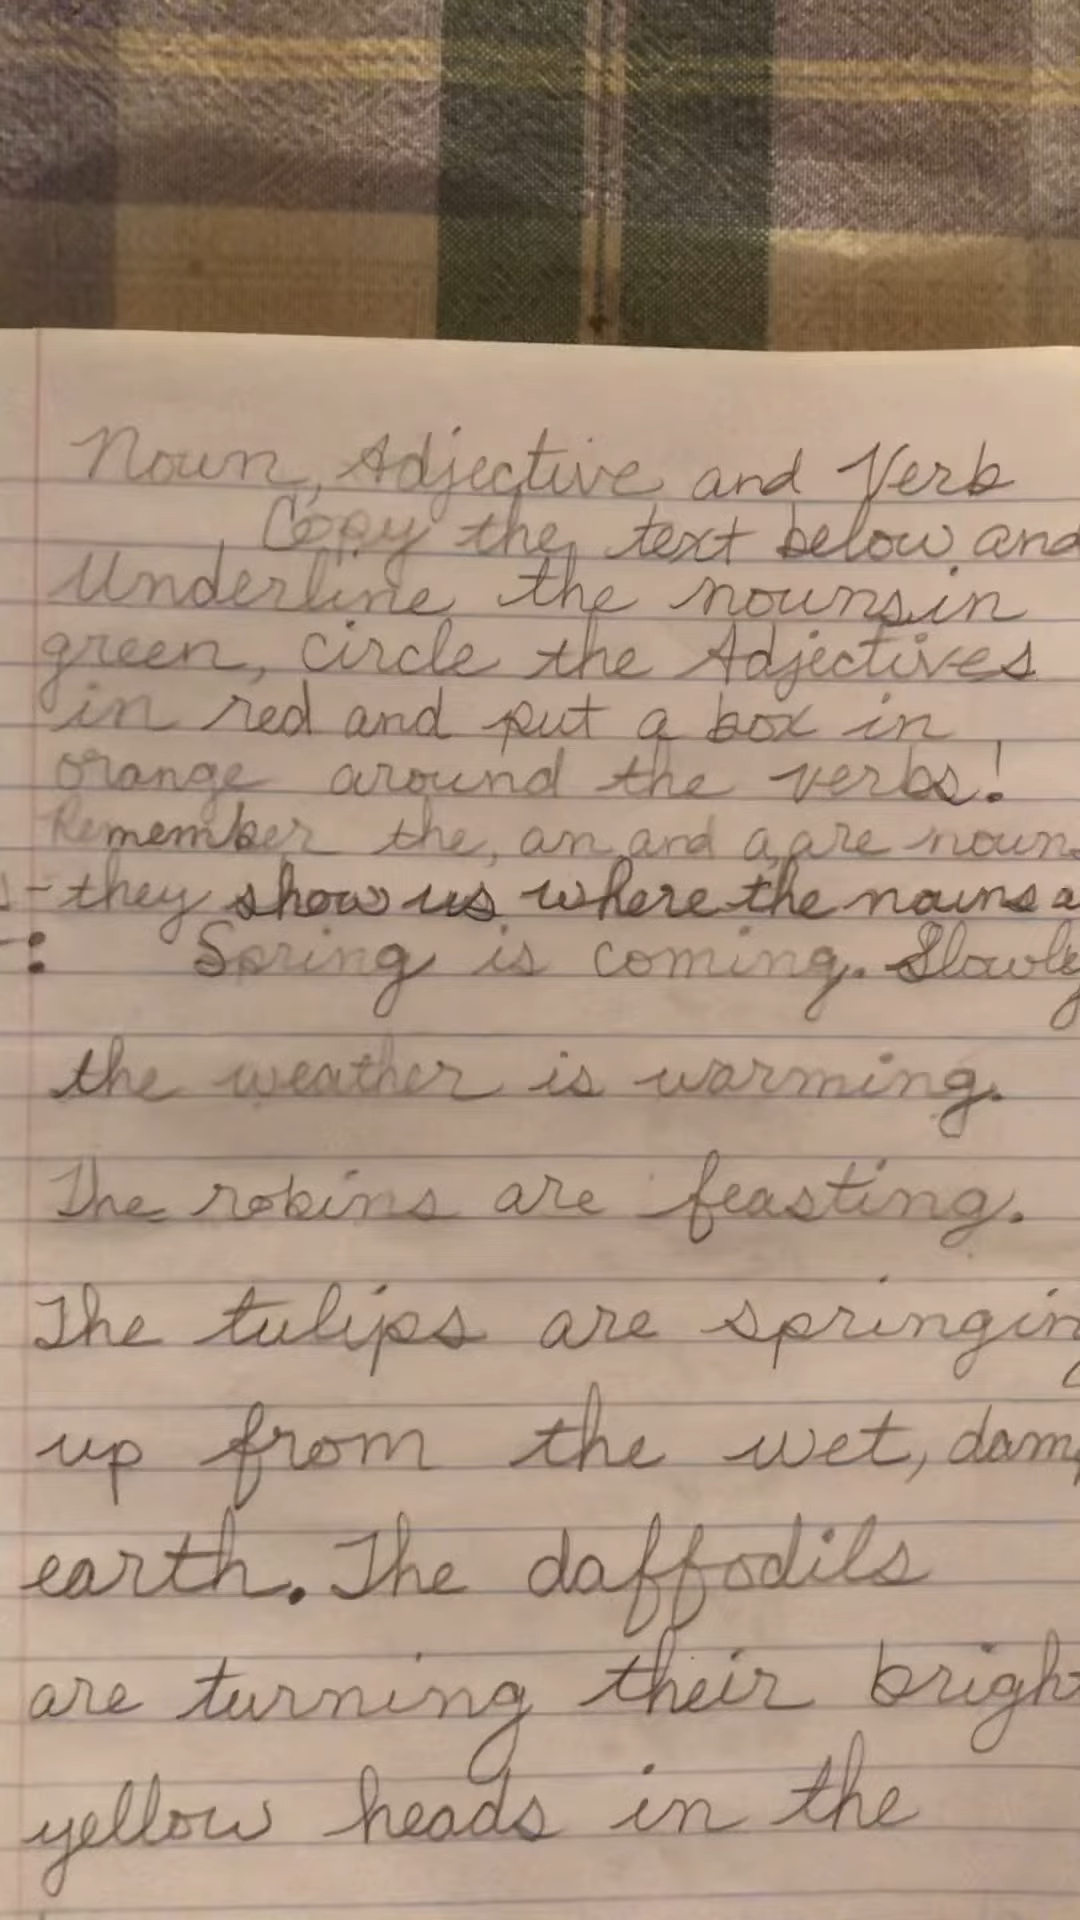 Noun, Adjective and Verb
Copy the text below and
Underline the nouns in
green, circle the Adjectives
in red and put a box in
orange around the verbs!
Remember the, an and a, are noun
s - they show us where the nouns a
-: Spring is coming. Slowly
the weather is warming.
The robins are feasting.
The tulips are springin
up from the wet, dam
earth. The daffodils
are turning their bright
yellow heads in the